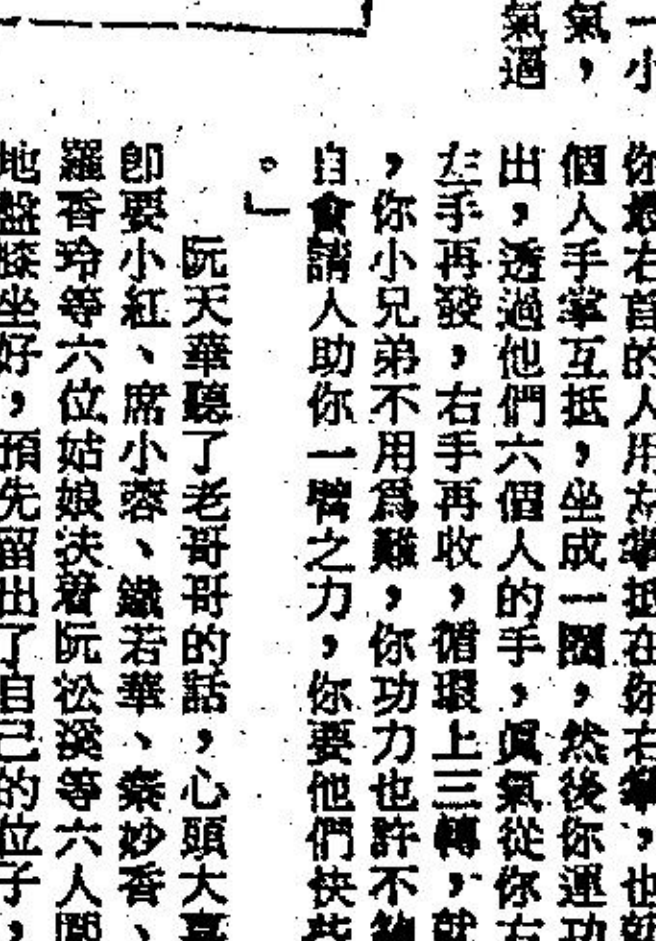 一小
氣，
氣過
你最右首的人用左掌抵在你右掌，也就
個人手掌互抵，坐成一圈，然後你運功
出，透過他們六個人的手，眞氣從你右
左手再發，右手再收，循環上三轉，就
，你小兄弟不用爲難，你功力也許不夠
自會請人助你一臂之力，你要他們快些
。」
阮天華聽了老哥哥的話，心頭大喜
卽要小紅、席小蓉、鐵若華、秦妙香、
羅香玲等六位姑娘扶着阮松溪等六人圍
地盤膝坐好，預先留出了自己的位子，